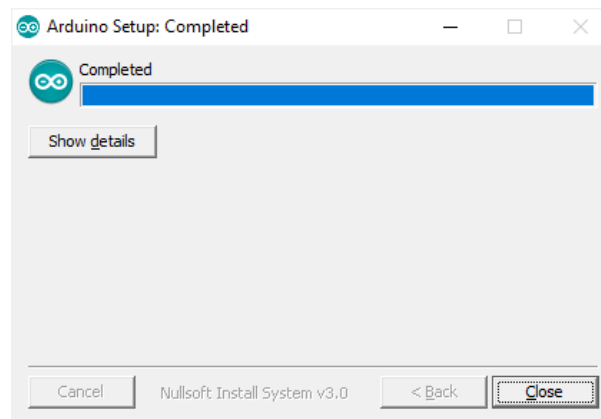 Arduino Setup: Completed
Completed
Show details
Cancel Nullsoft Install System v3.0 < Back Close